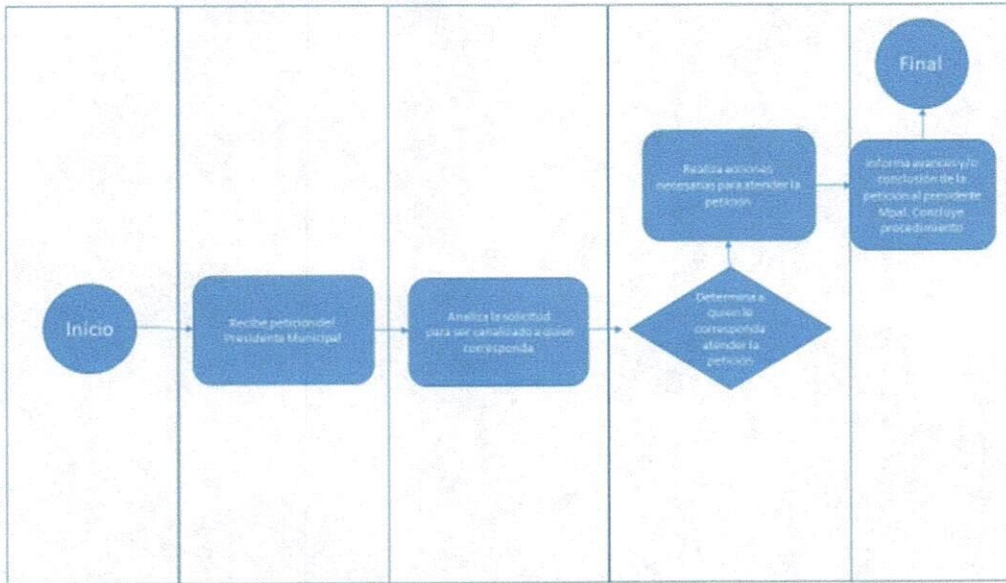 Inicio
Recibe petición del
Presidente Municipal
Analiza la solicitud
para ser canalizado a quien
corresponda
Determina a
quien le
corresponda
atender la
petición
Realiza acciones
necesarias para atender la
petición
Informa avances y/o
conclusión de la
petición al presidente
Mpal. Concluye
procedimiento
Final